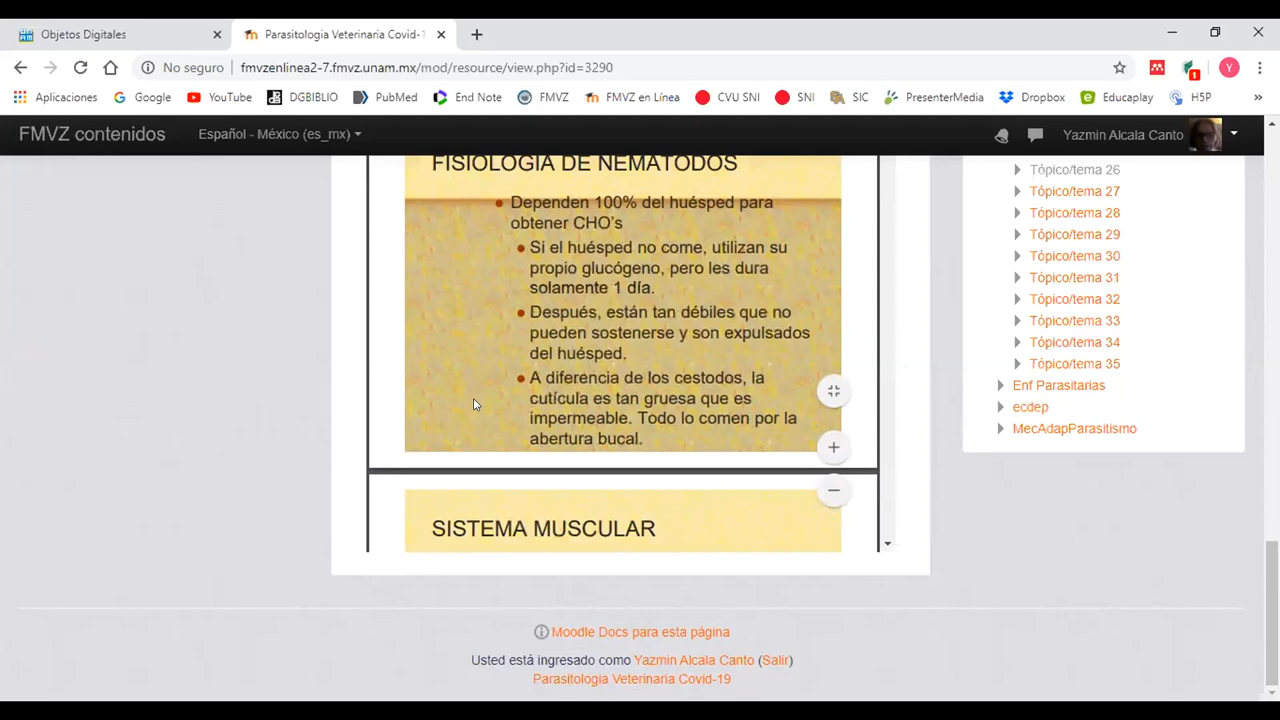 Objetos Digitales
Parasitologia Veterinaria Covid-1
No seguro
fmvzenlinea2-7.fmvz.unam.mx/mod/resource/view.php?id=3290
1
Y
Aplicaciones
Google
YouTube
DGBIBLIO
PubMed
End Note
FMVZ
FMVZ en Línea
CVU SNI
SNI
SIC
PresenterMedia
Dropbox
Educaplay
H5P
»
FMVZ contenidos
Español - México (es_mx)
Yazmin Alcala Canto
FISIOLOGÍA DE NEMÁTODOS
Dependen 100% del huésped para
obtener CHO's
Si el huésped no come, utilizan su
propio glucógeno, pero les dura
solamente 1 día.
Después, están tan débiles que no
pueden sostenerse y son expulsados
del huésped.
A diferencia de los cestodos, la
cutícula es tan gruesa que es
impermeable. Todo lo comen por la
abertura bucal.
SISTEMA MUSCULAR
Tópico/tema 26
Tópico/tema 27
Tópico/tema 28
Tópico/tema 29
Tópico/tema 30
Tópico/tema 31
Tópico/tema 32
Tópico/tema 33
Tópico/tema 34
Tópico/tema 35
Enf Parasitarias
ecdep
MecAdapParasitismo
Moodle Docs para esta página
Usted está ingresado como Yazmin Alcala Canto (Salir)
Parasitologia Veterinaria Covid-19